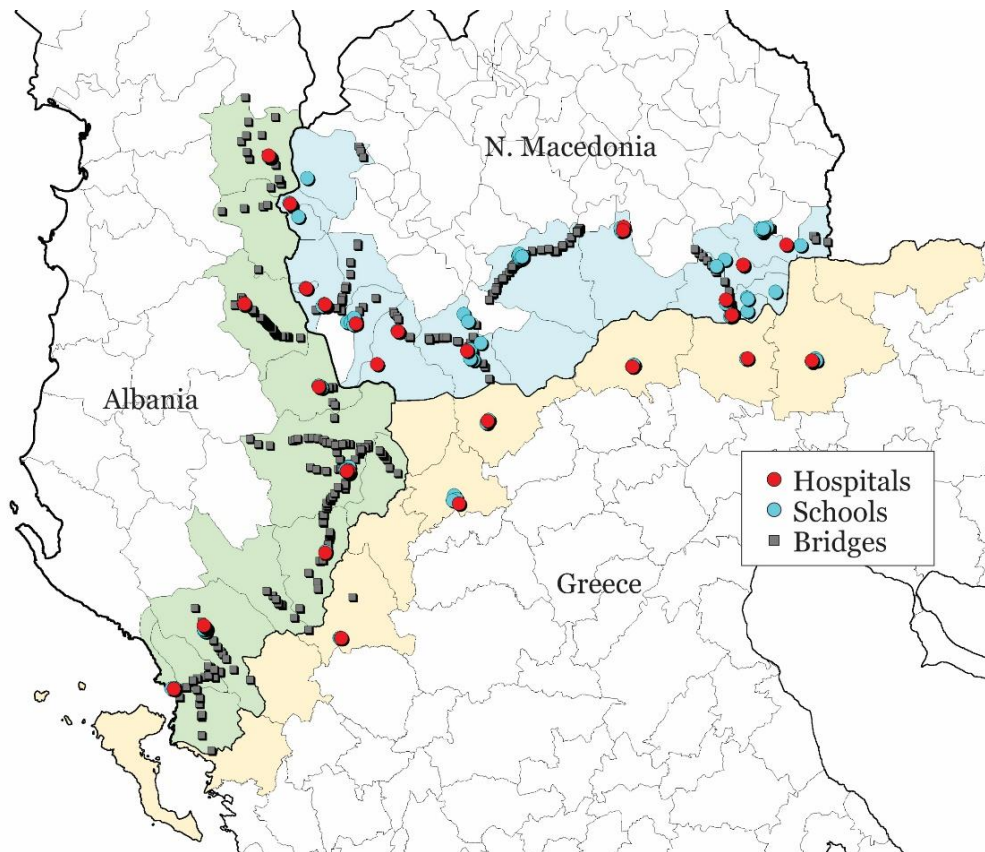 N. Macedonia
Albania
Hospitals
Schools
Bridges
Greece